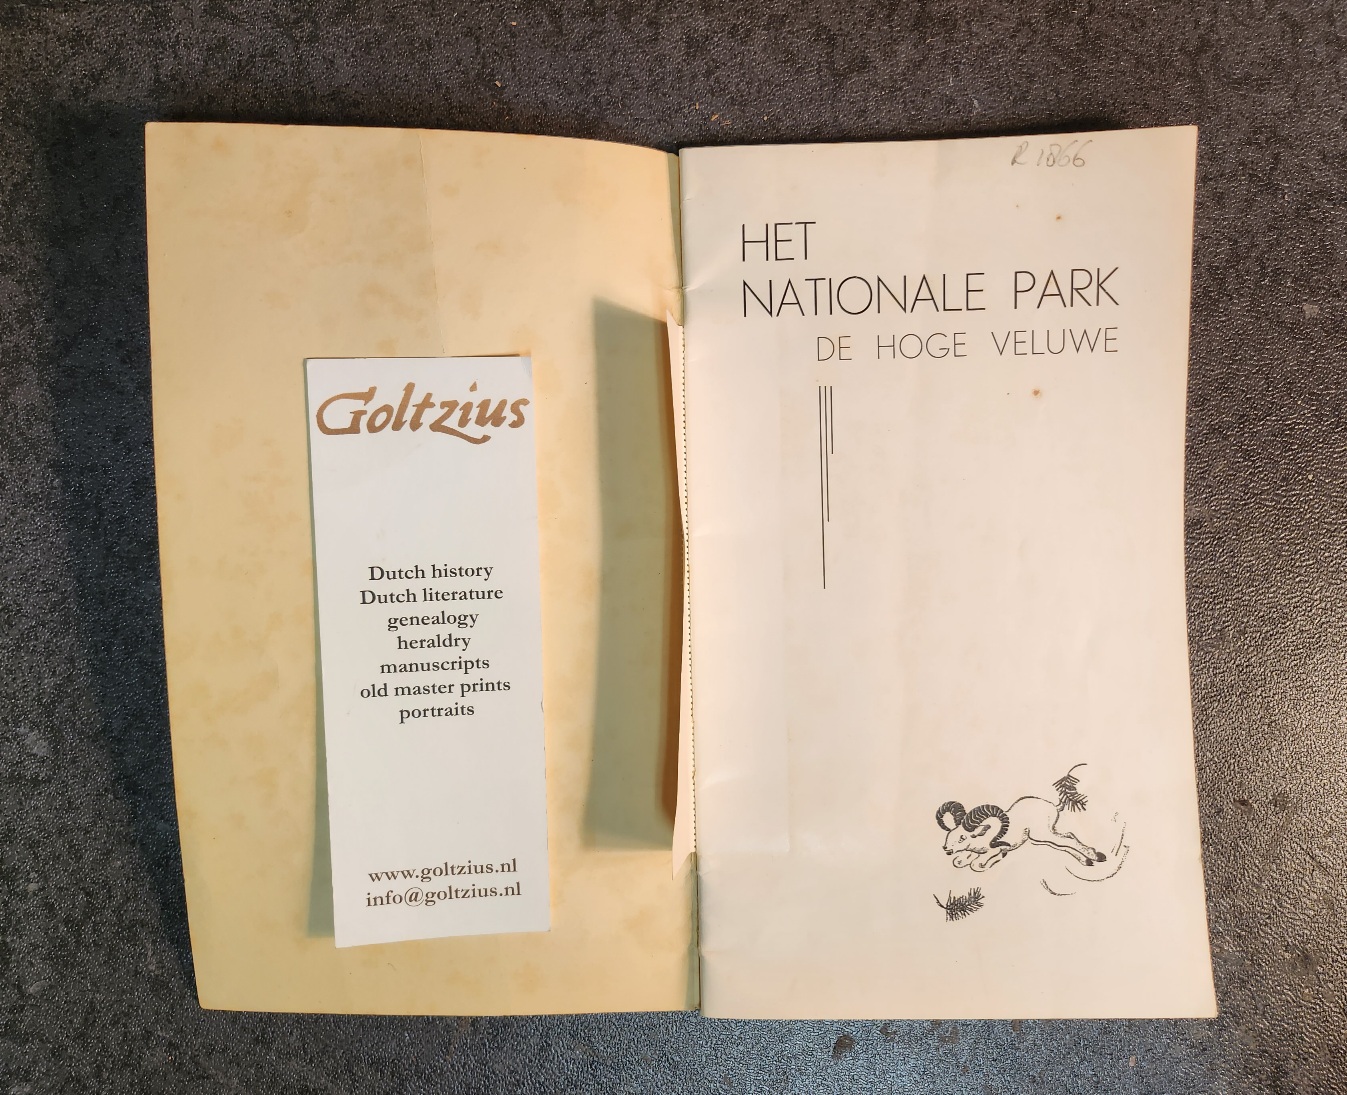 Goltzius
Dutch history
Dutch literature
genealogy
heraldry
manuscripts
old master prints
portraits
www.goltzius.nl
info@goltzius.nl
R 1866
HET
NATIONALE PARK
DE HOGE VELUWE